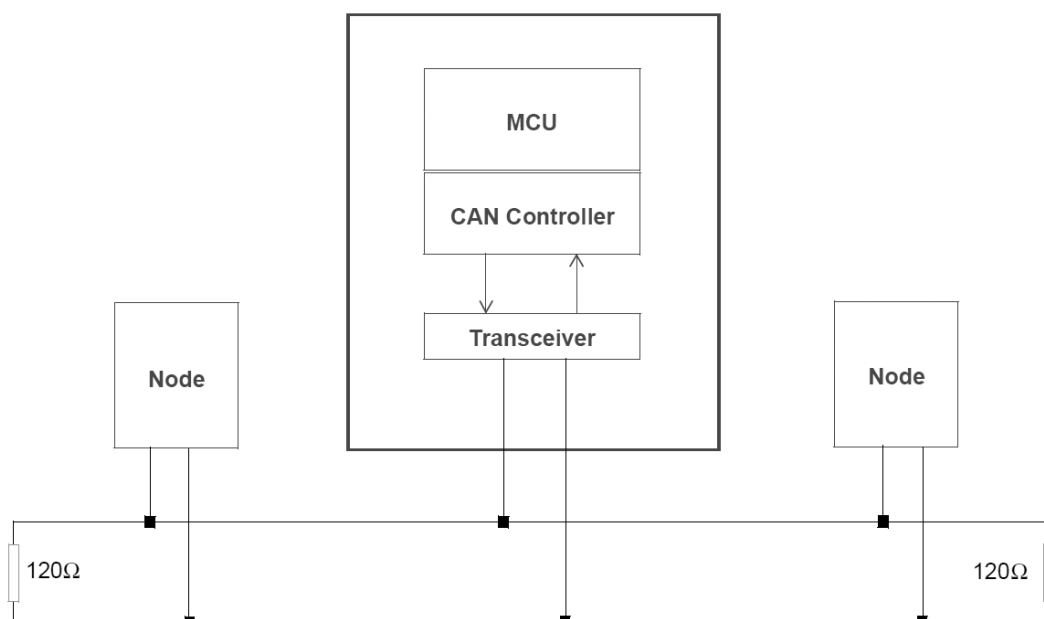 MCU
CAN Controller
Transceiver
Node
Node
120Ω
120Ω